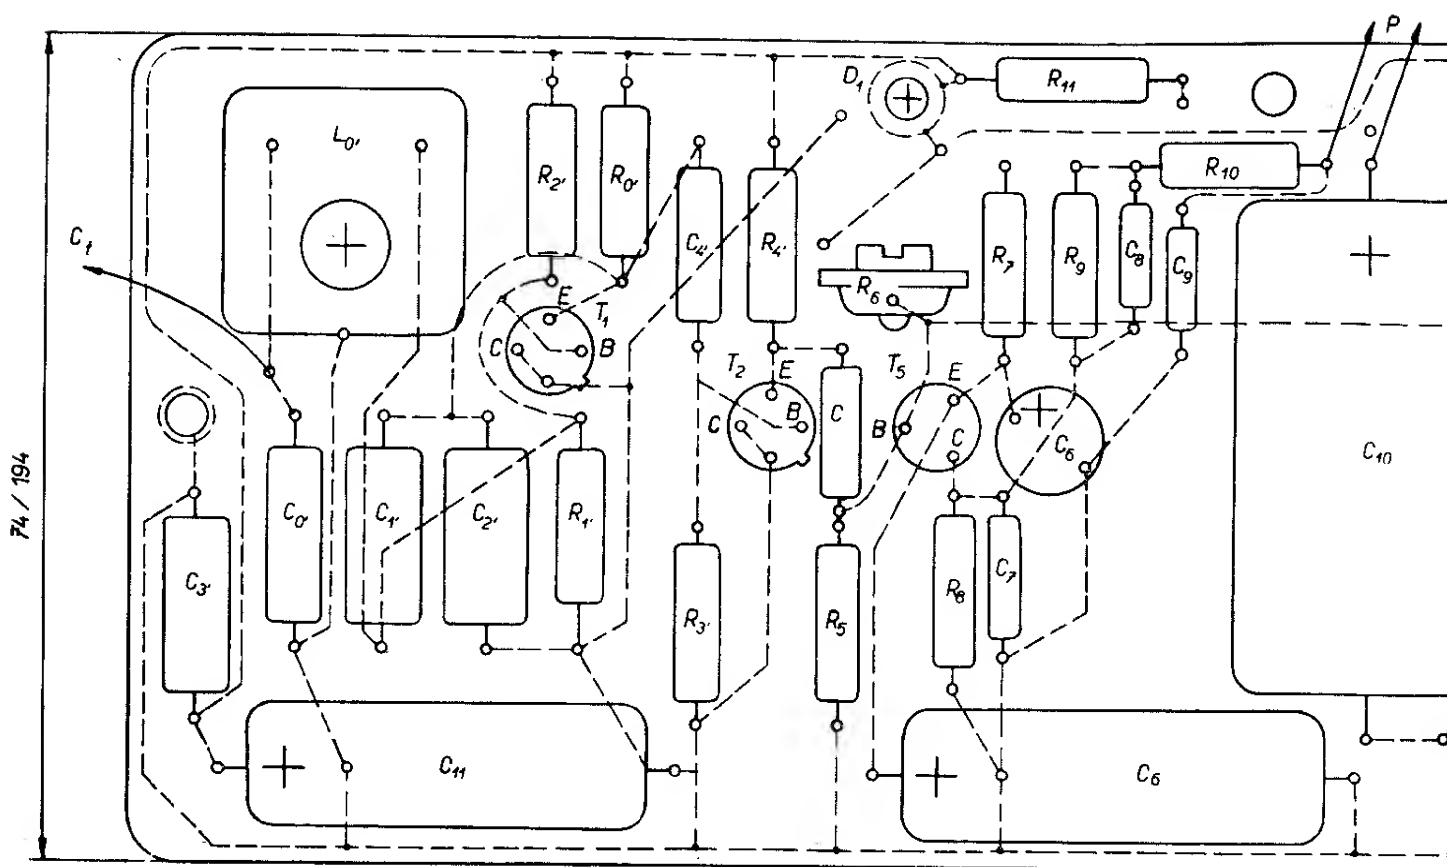 P
D₁
R₁₁
L₀'
R₂'
R₀'
R₁₀
C₄'
R₄'
C_t
R₇
R₉
C₈
C₉
R₆
E
T₁
C
B
T₂
E
T₅
E
C
B
C
B
C
C₆
C₁₀
74 / 194
C₀'
C₁'
C₂'
R₁'
C₃'
R₃'
R₅
R₈
C₇
C₁₁
C₆